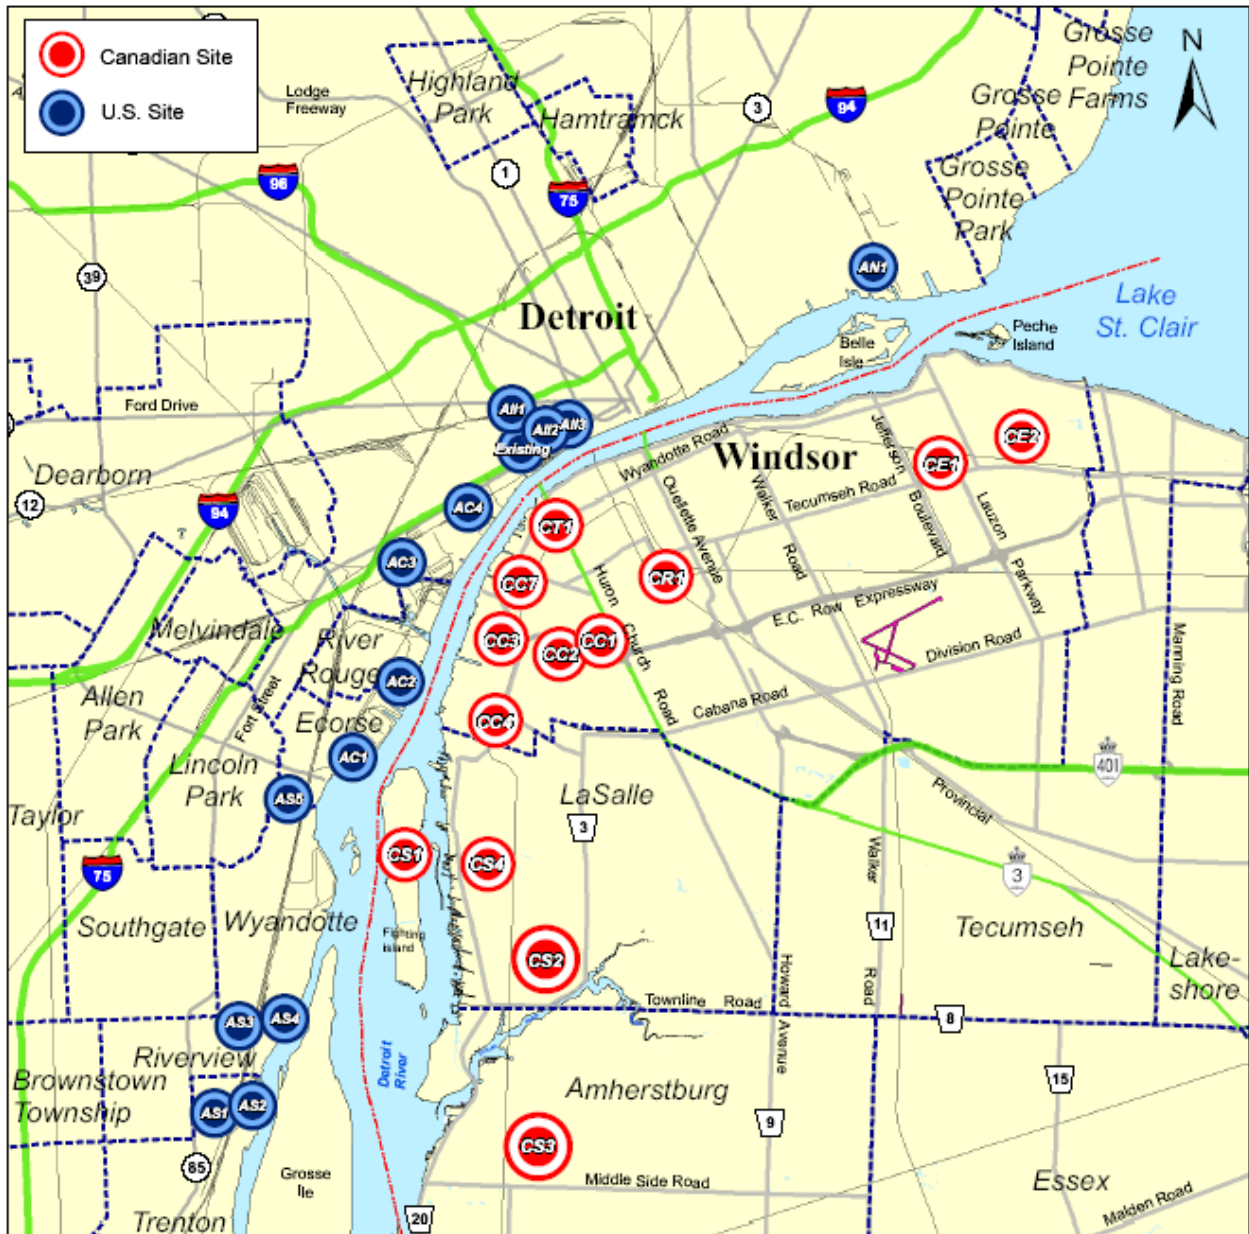 Canadian Site
U.S. Site
N
Grosse
Pointe
Farms
Grosse
Pointe
Grosse
Pointe
Park
Highland
Park
Hamtramck
Lodge
Freeway
3
94
96
1
75
39
AN1
Detroit
Lake
St. Clair
Peche
Island
Belle
Isle
Ford Drive
AII1
AII2
AII3
Existing
Wyandotte Road
Windsor
Jefferson
Boulevard
CE1
CE2
Dearborn
12
94
AC4
Ouellette Avenue
Walker
Road
Tecumseh Road
Lauzon
Parkway
CT1
AC3
CC7
CR1
Huron
Church
Road
E.C. Row Expressway
Melvindale
River
Rouge
CC3
CC2
CC1
Division Road
Manning Road
Allen
Park
Fort Street
AC2
Cabana Road
Ecorse
CC4
AC1
401
Lincoln
Park
AS5
LaSalle
Provincial
Taylor
3
75
CS1
CS4
Walker
Road
3
Southgate
Wyandotte
Fighting
Island
11
Tecumseh
CS2
Lake-
shore
Howard
Avenue
Townline Road
8
AS3
AS4
Riverview
Detroit
River
Brownstown
Township
AS1
AS2
Amherstburg
15
9
CS3
85
Grosse
Ile
Middle Side Road
Essex
Malden Road
Trenton
20